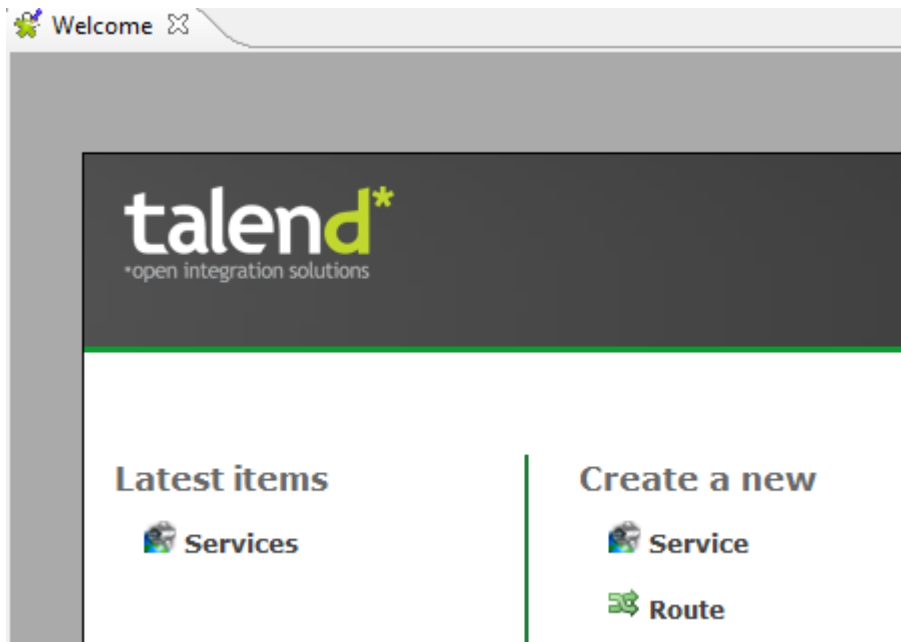 Welcome
talend*
*open integration solutions
Latest items
Services
Create a new
Service
Route